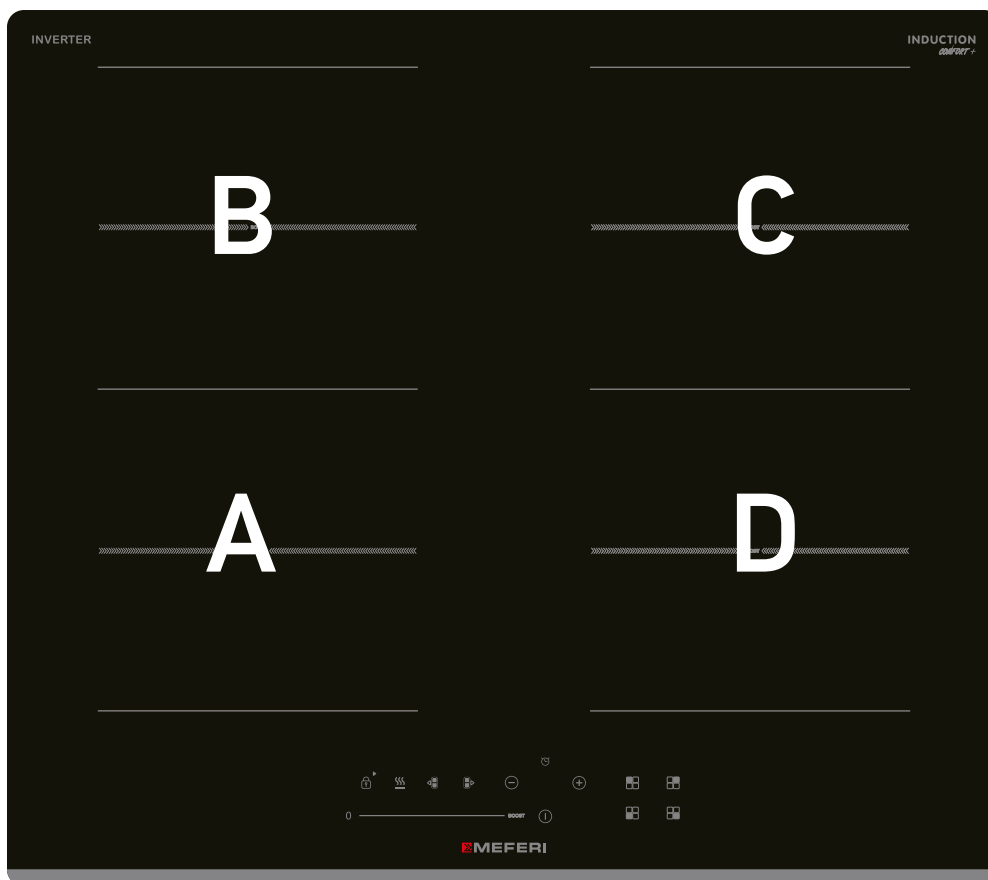 INVERTER
INDUCTION
COMFORT +
B
C
A
D
0
BOOST
MEFERI